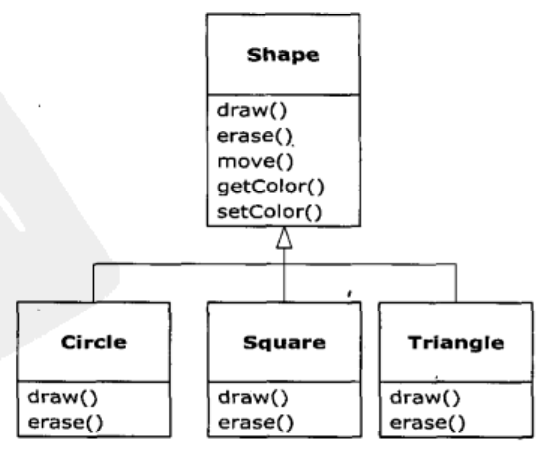 Shape
draw()
erase()
move()
getColor()
setColor()
Circle
draw()
erase()
Square
draw()
erase()
Triangle
draw()
erase()